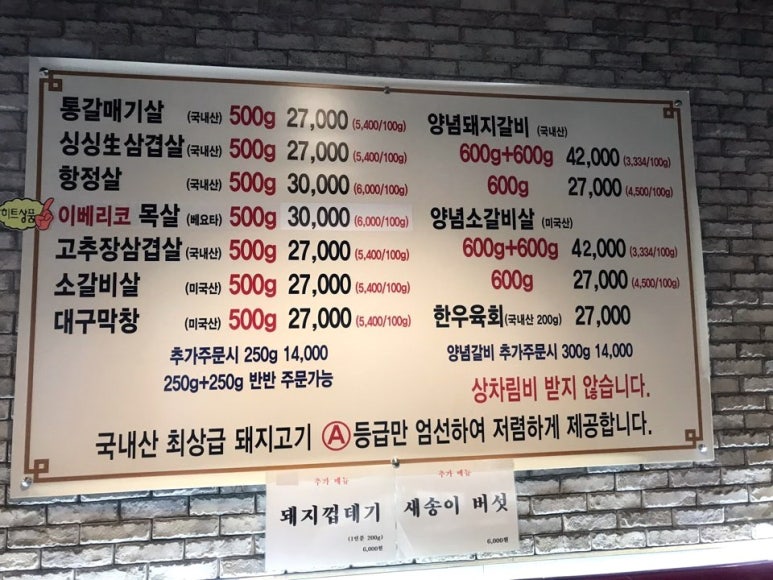 통갈매기살 (국내산) 500g 27,000 (5,400/100g)
싱싱生삼겹살 (국내산) 500g 27,000 (5,400/100g)
항정살 (국내산) 500g 30,000 (6,000/100g)
히트상품
이베리코 목살 (베요타) 500g 30,000 (6,000/100g)
고추장삼겹살 (국내산) 500g 27,000 (5,400/100g)
소갈비살 (미국산) 500g 27,000 (5,400/100g)
대구막창 (미국산) 500g 27,000 (5,400/100g)
추가주문시 250g 14,000
250g+250g 반반 주문가능
양념돼지갈비 (국내산)
600g+600g 42,000 (3,334/100g)
600g 27,000 (4,500/100g)
양념소갈비살 (미국산)
600g+600g 42,000 (3,334/100g)
600g 27,000 (4,500/100g)
한우육회 (국내산 200g) 27,000
양념갈비 추가주문시 300g 14,000
상차림비 받지 않습니다.
국내산 최상급 돼지고기 Ⓐ등급만 엄선하여 저렴하게 제공합니다.
추가 메뉴
돼지껍데기
(1인분 200g)
6,000원
추가 메뉴
새송이 버섯
6,000원